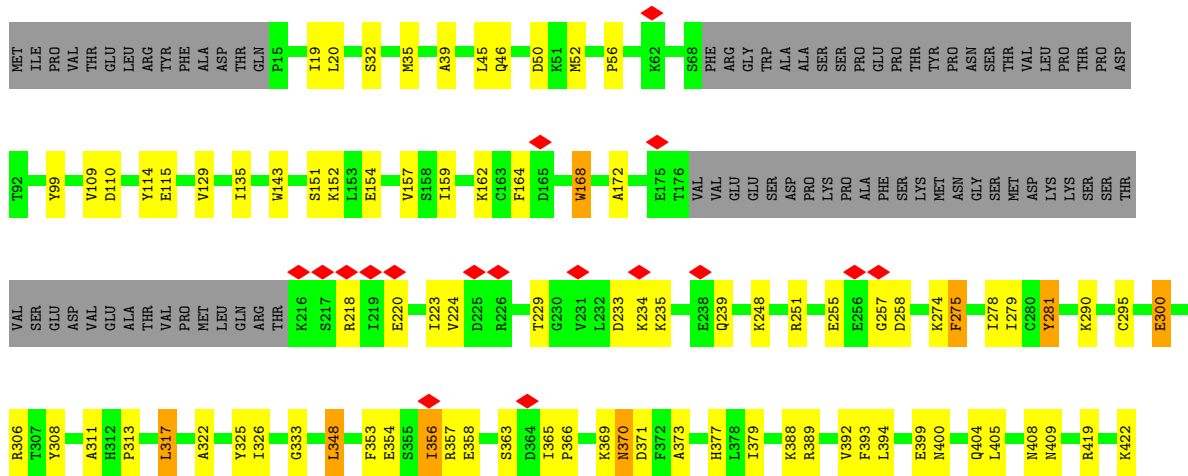 MET ILE PRO VAL THR GLU LEU ARG TYR PHE ALA ASP THR GLN P15 I19 L20 S32 M35 A39 L45 Q46 D50 K51 M52 P56 K62 S68 PHE ARG GLY TRP ALA ALA SER SER PRO GLU PRO THR TYR PRO ASN SER THR VAL LEU PRO THR PRO ASP
T92 Y99 V109 D110 Y114 E115 V129 I135 W143 S151 K152 L153 E154 V157 S158 I159 K162 C163 F164 D165 W168 A172 E175 T176 VAL VAL GLU GLU SER ASP PRO LYS PRO ALA PHE SER LYS MET ASN GLY SER MET ASP LYS LYS SER SER THR
VAL SER GLU ASP VAL GLU ALA THR VAL PRO MET LEU GLN ARG THR K216 S217 R218 I219 E220 I223 V224 D225 R226 T229 G230 V231 L232 D233 K234 K235 E238 Q239 K248 R251 E255 E256 G257 D258 K274 F275 I278 I279 C280 Y281 K290 C295 E300
R306 T307 Y308 A311 H312 P313 L317 A322 Y325 I326 G333 L348 F353 E354 S355 I356 R357 E358 S363 D364 I365 P366 K369 N370 D371 F372 A373 H377 L378 I379 K388 R389 V392 F393 L394 E399 N400 Q404 L405 N408 N409 R419 K422